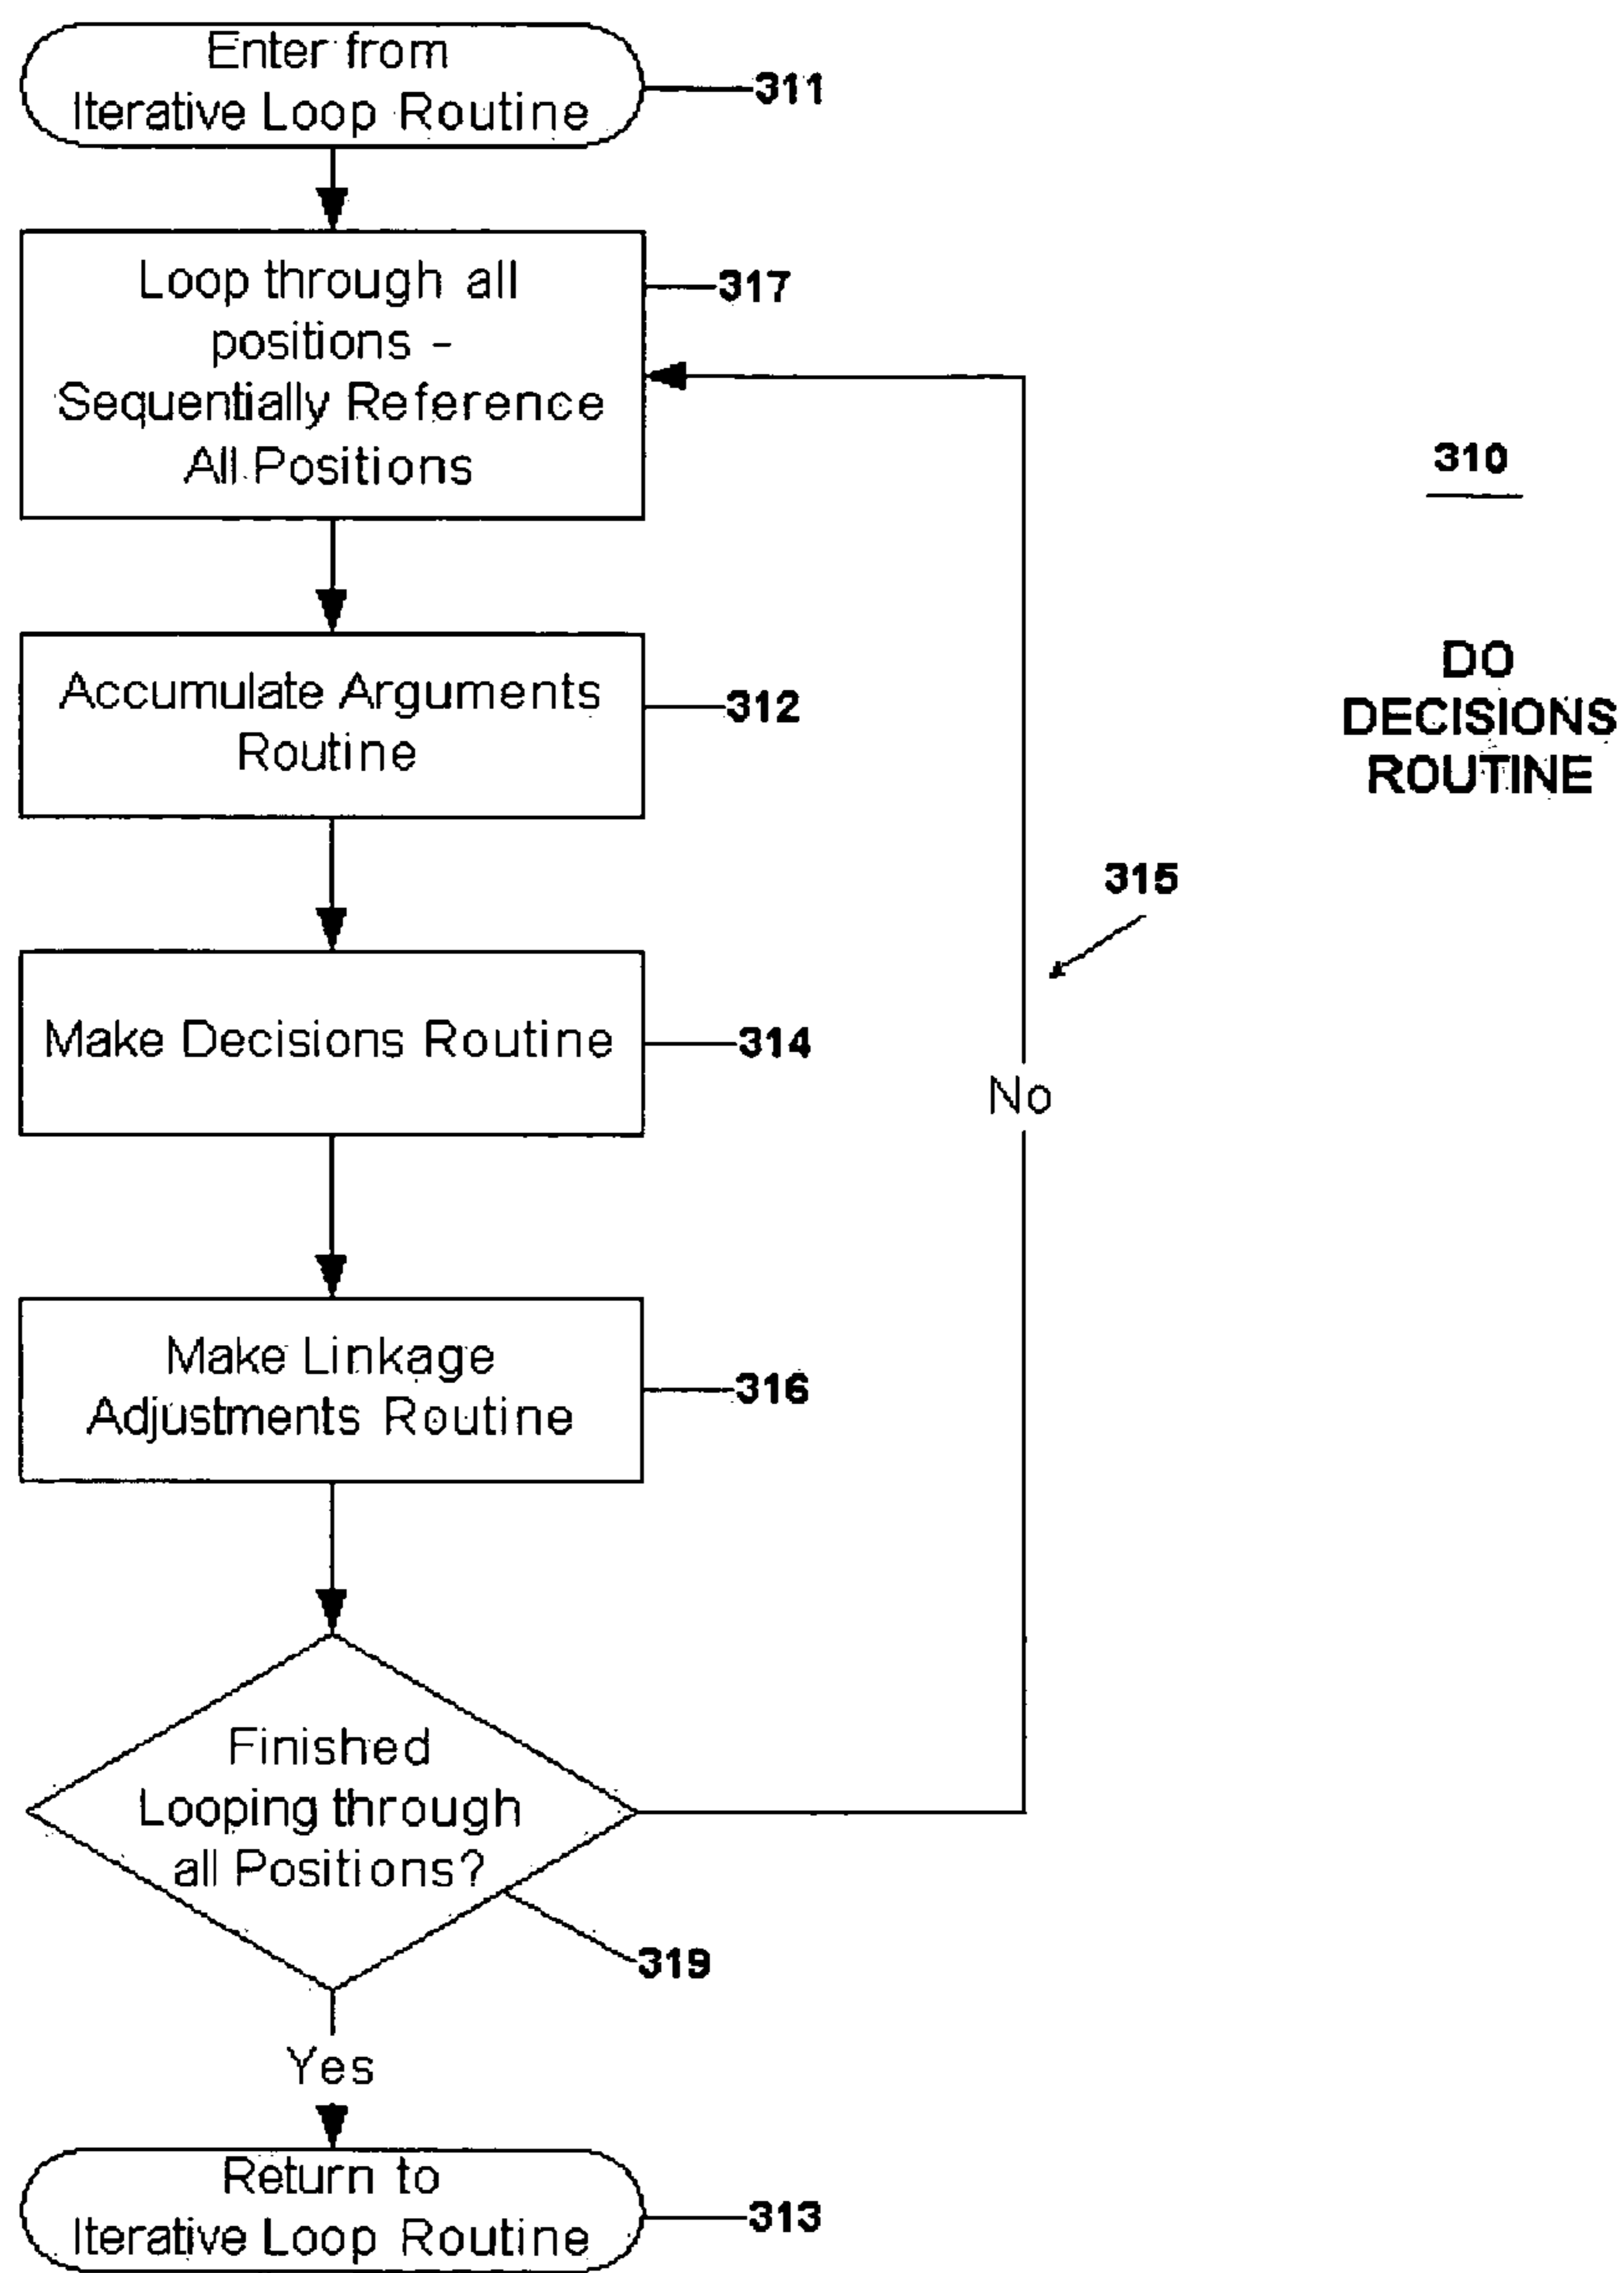 Enter from
Iterative Loop Routine
311
Loop through all
positions -
Sequentially Reference
All Positions
317
310
DO
DECISIONS
ROUTINE
Accumulate Arguments
Routine
312
315
Make Decisions Routine
314
No
Make Linkage
Adjustments Routine
316
Finished
Looping through
all Positions?
319
Yes
Return to
Iterative Loop Routine
313